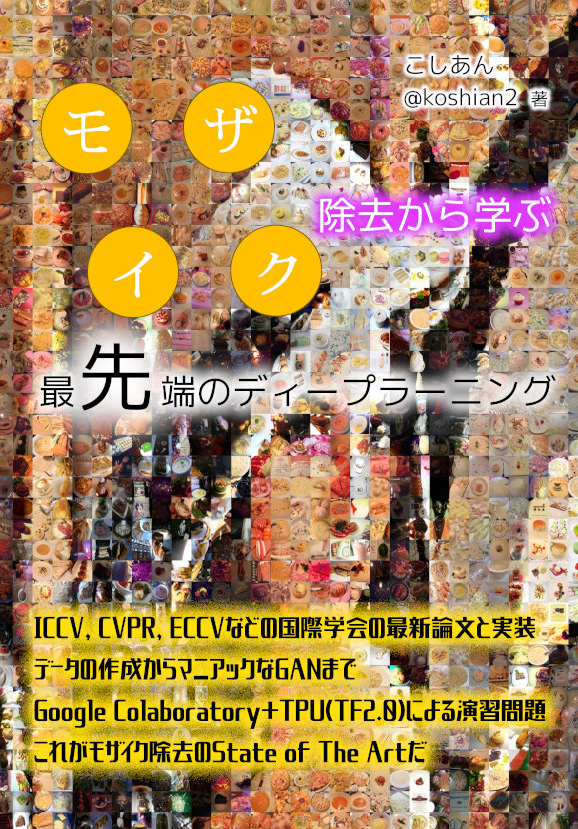 こしあん
@koshian2 著
モザ
イク
除去から学ぶ
最先端のディープラーニング
ICCV, CVPR, ECCVなどの国際学会の最新論文と実装
データの作成からマニアックなGANまで
Google Colaboratory+TPU(TF2.0)による演習問題
これがモザイク除去のState of The Artだ